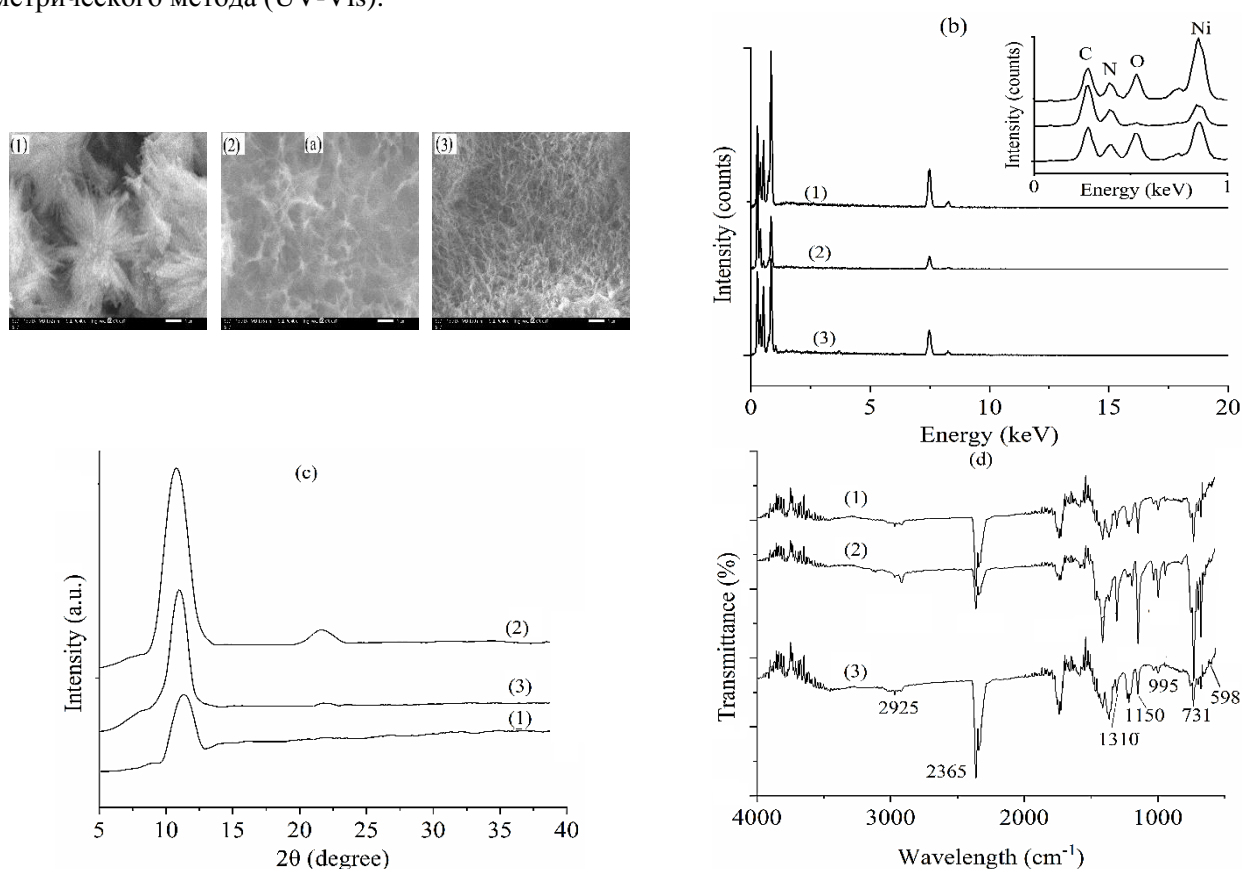 метрического метода (UV-Vis).
(1)
(2)
(a)
(3)
(b)
Intensity (counts)
(1)
(2)
(3)
0
5
10
15
20
Energy (keV)
C
N
O
Ni
Intensity (counts)
0
1
Energy (keV)
(c)
Intensity (a.u.)
(2)
(3)
(1)
5
10
15
20
25
30
35
40
2θ (degree)
(d)
Transmittance (%)
(1)
(2)
(3)
2925
2365
1310
1150
995
731
598
4000
3000
2000
1000
Wavelength (cm⁻¹)